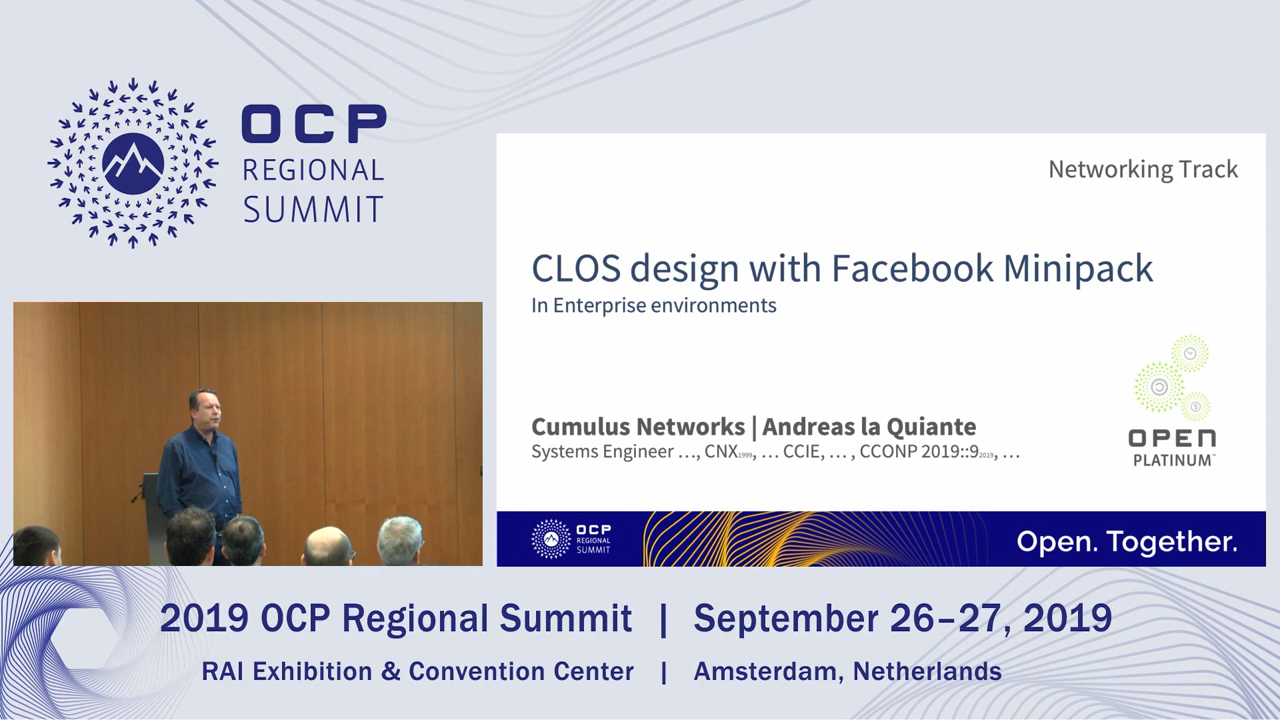 OCP
REGIONAL
SUMMIT
Networking Track
CLOS design with Facebook Minipack
In Enterprise environments
Cumulus Networks | Andreas la Quiante
Systems Engineer ..., CNX1999, ... CCIE, ... , CCONP 2019::92019, ...
OPEN
PLATINUM™
OCP
REGIONAL
SUMMIT
Open. Together.
2019 OCP Regional Summit | September 26–27, 2019
RAI Exhibition & Convention Center | Amsterdam, Netherlands